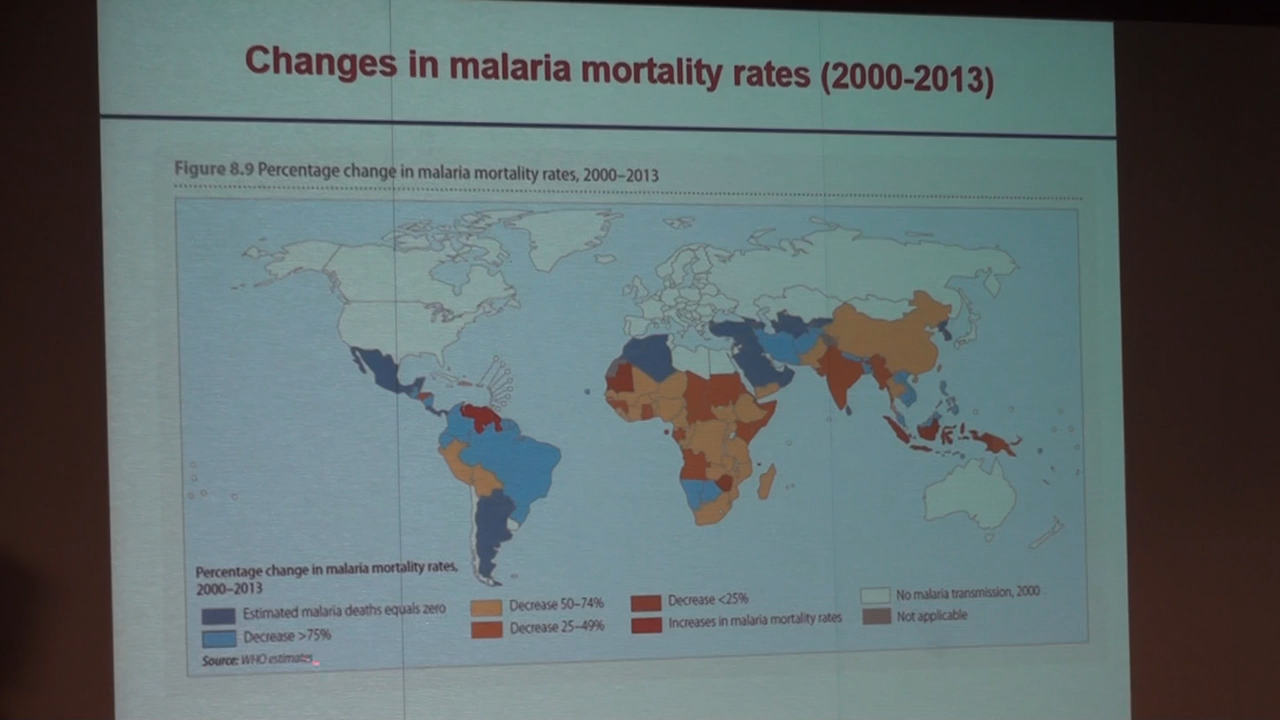 Changes in malaria mortality rates (2000-2013)
Figure 8.9 Percentage change in malaria mortality rates, 2000–2013
Percentage change in malaria mortality rates,
2000–2013
Estimated malaria deaths equals zero
Decrease >75%
Decrease 50–74%
Decrease 25–49%
Decrease <25%
Increases in malaria mortality rates
No malaria transmission, 2000
Not applicable
Source: WHO estimates